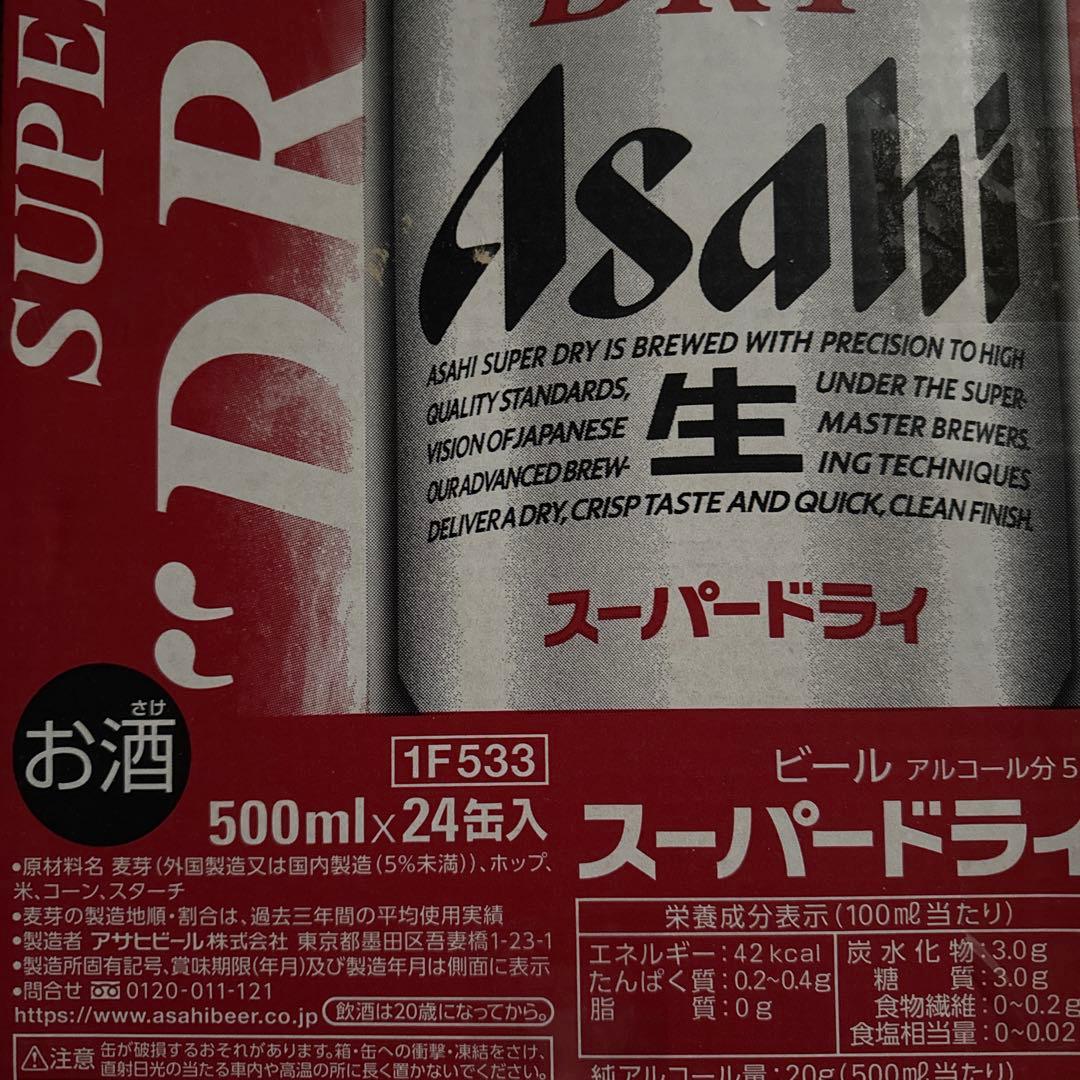 SUPER
"DR
DRY
Asahi
ASAHI SUPER DRY IS BREWED WITH PRECISION TO HIGH
QUALITY STANDARDS, UNDER THE SUPER-
VISION OF JAPANESE 生 MASTER BREWERS.
OUR ADVANCED BREW- ING TECHNIQUES
DELIVER A DRY, CRISP TASTE AND QUICK, CLEAN FINISH.
スーパードライ
さけ
お酒
1F533
500ml×24缶入
ビール アルコール分5
スーパードライ
•原材料名 麦芽(外国製造又は国内製造(5%未満))、ホップ、
米、コーン、スターチ
•麦芽の製造地順・割合は、過去三年間の平均使用実績
•製造者 アサヒビール株式会社 東京都墨田区吾妻橋1-23-1
•製造所固有記号、賞味期限(年月)及び製造年月は側面に表示
•問合せ 0120-011-121
https://www.asahibeer.co.jp 飲酒は20歳になってから。
⚠注意 缶が破損するおそれがあります。箱・缶への衝撃・凍結をさけ、
直射日光の当たる車内や高温の所に長く置かないでください。
栄養成分表示(100ml当たり)
エネルギー:42kcal
たんぱく質:0.2~0.4g
脂質:0g
炭水化物:3.0g
糖質:3.0g
食物繊維:0~0.2g
食塩相当量:0~0.02
純アルコール量:20g(500ml当たり)